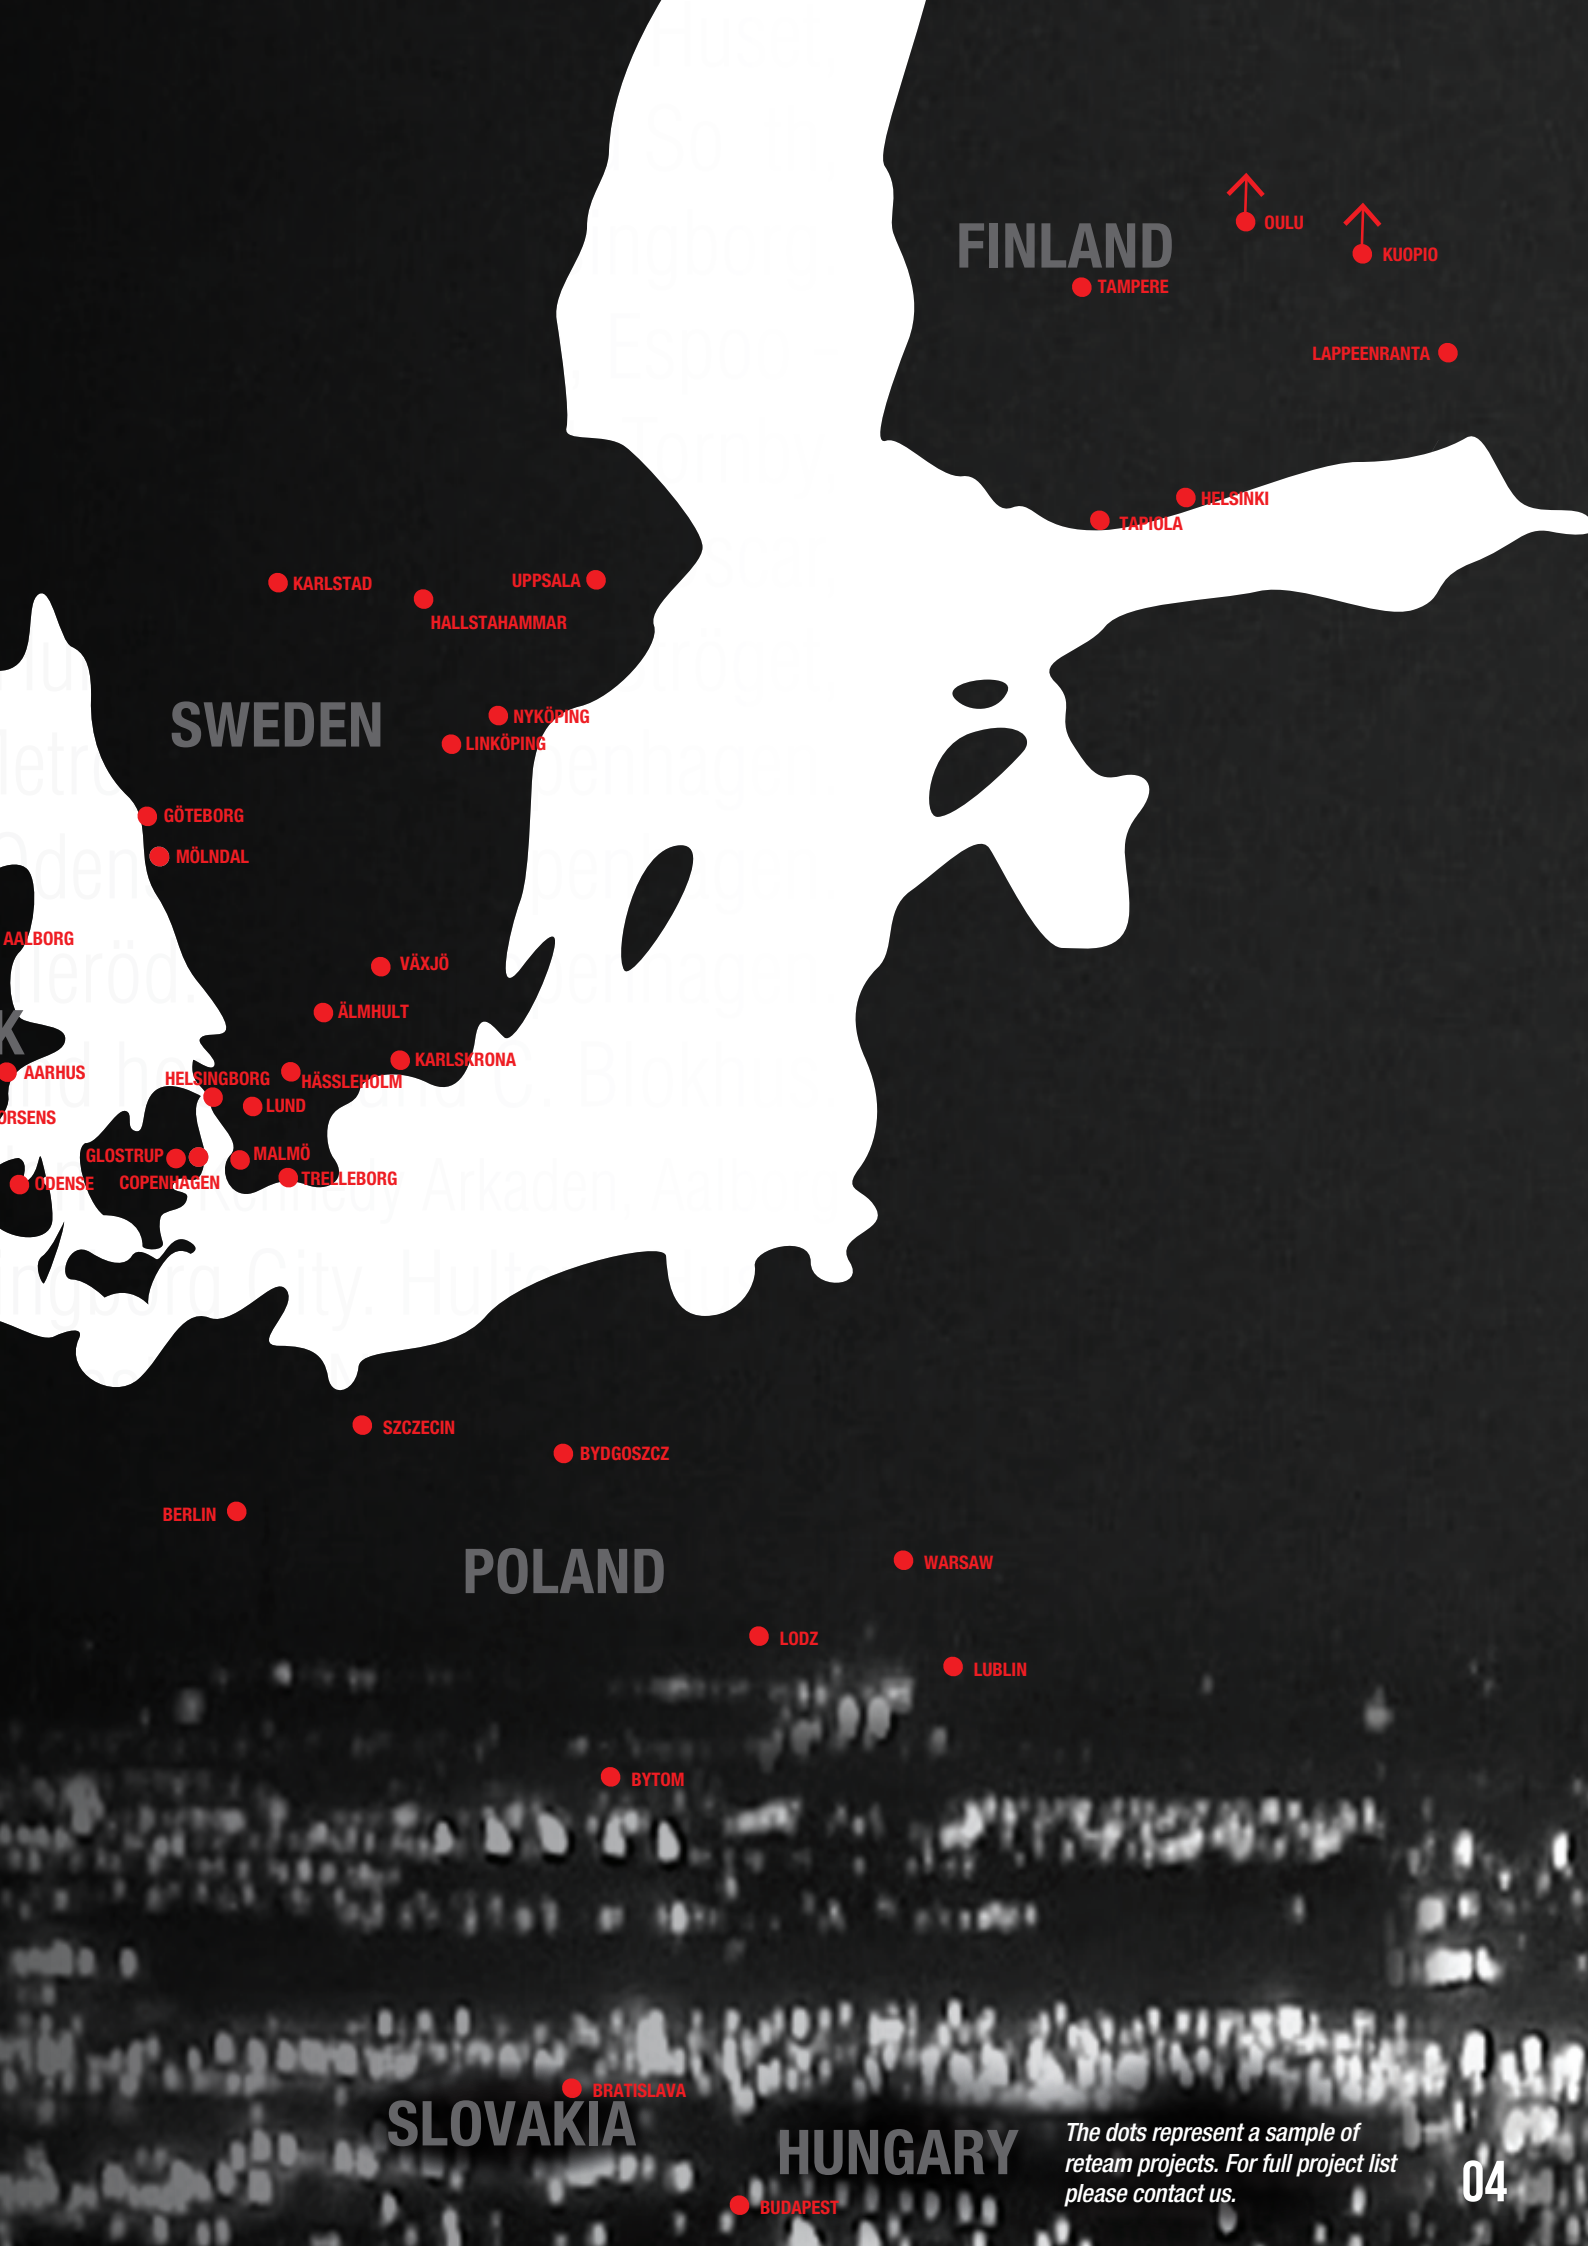 OULU
KUOPIO
FINLAND
TAMPERE
LAPPEENRANTA
HELSINKI
TAPIOLA
KARLSTAD
UPPSALA
HALLSTAHAMMAR
SWEDEN
NYKÖPING
LINKÖPING
GÖTEBORG
MÖLNDAL
AALBORG
VÄXJÖ
ÄLMHULT
K
KARLSKRONA
AARHUS
HELSINGBORG
HÄSSLEHOLM
LUND
ORSENS
GLOSTRUP
MALMÖ
ODENSE
COPENHAGEN
TRELLEBORG
SZCZECIN
BYDGOSZCZ
BERLIN
POLAND
WARSAW
LODZ
LUBLIN
BYTOM
BRATISLAVA
SLOVAKIA
HUNGARY
BUDAPEST
The dots represent a sample of
reteam projects. For full project list
please contact us.
04